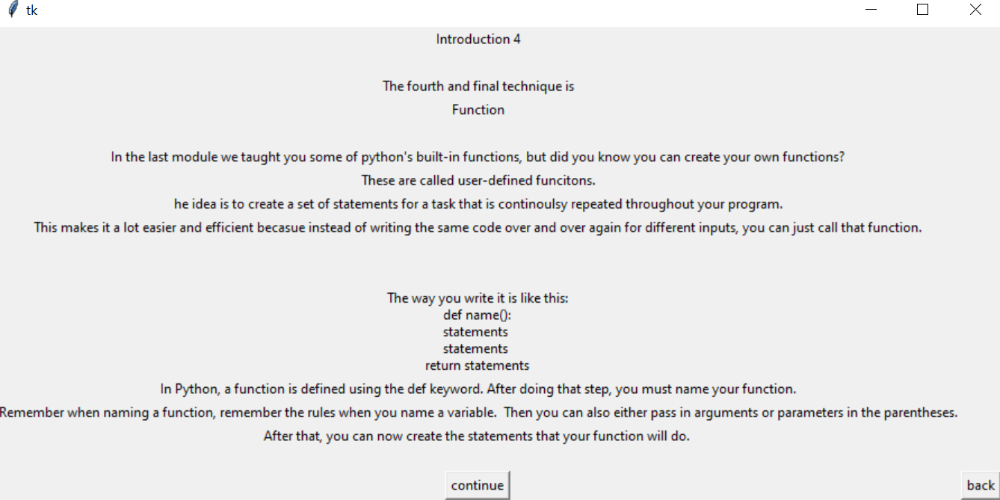 tk
Introduction 4
The fourth and final technique is
Function
In the last module we taught you some of python's built-in functions, but did you know you can create your own functions?
These are called user-defined funcitons.
he idea is to create a set of statements for a task that is continoulsy repeated throughout your program.
This makes it a lot easier and efficient becasue instead of writing the same code over and over again for different inputs, you can just call that function.
The way you write it is like this:
def name():
statements
statements
return statements
In Python, a function is defined using the def keyword. After doing that step, you must name your function.
Remember when naming a function, remember the rules when you name a variable.  Then you can also either pass in arguments or parameters in the parentheses.
After that, you can now create the statements that your function will do.
continue
back